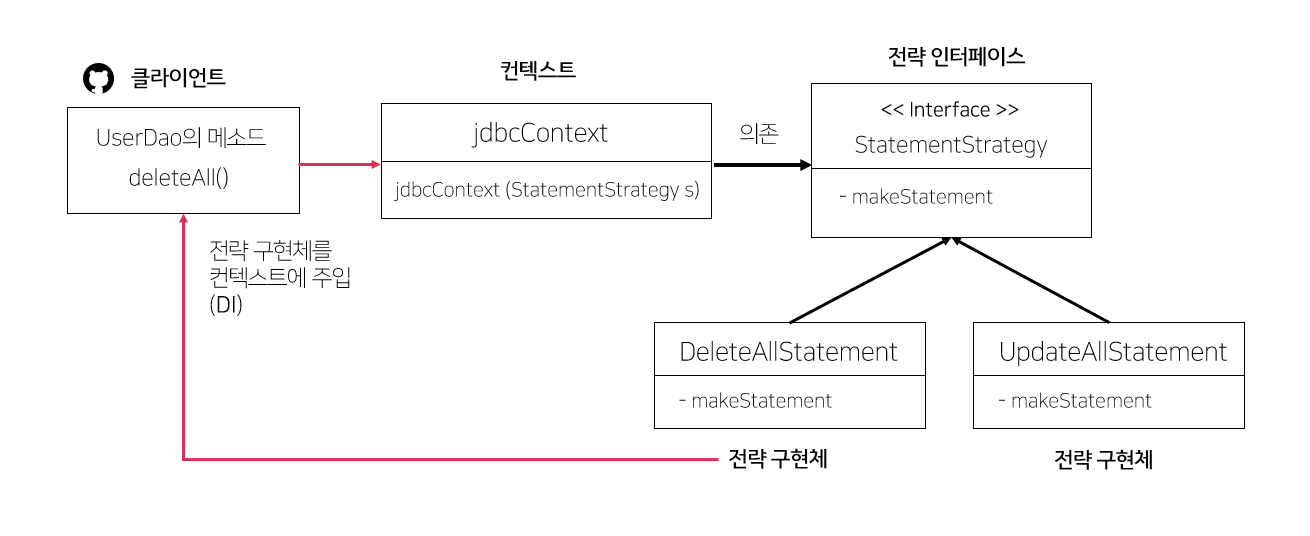 클라이언트
UserDao의 메소드
deleteAll()
컨텍스트
jdbcContext
jdbcContext (StatementStrategy s)
의존
전략 인터페이스
<< Interface >>
StatementStrategy
- makeStatement
전략 구현체를
컨텍스트에 주입
(DI)
DeleteAllStatement
- makeStatement
전략 구현체
UpdateAllStatement
- makeStatement
전략 구현체